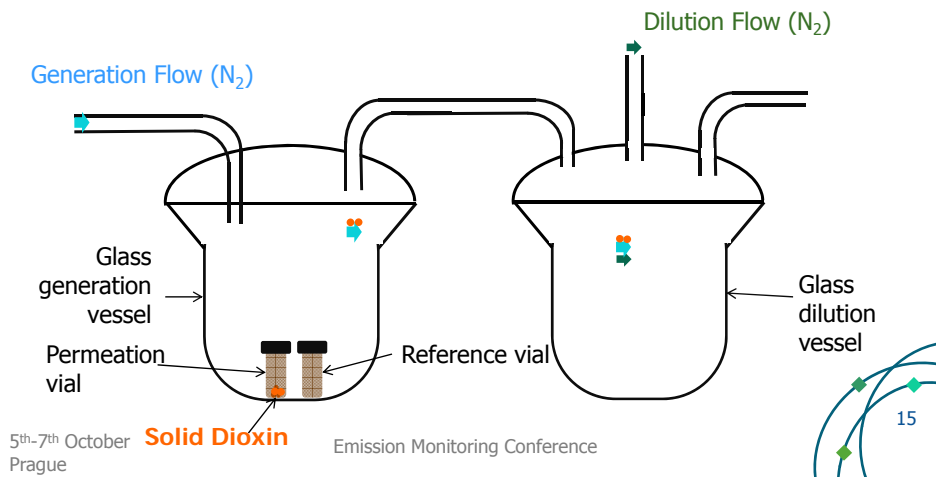 Dilution Flow (N₂)
Generation Flow (N₂)
Glass
generation
vessel
Glass
dilution
vessel
Permeation
vial
Reference vial
Solid Dioxin
5th-7th October
Prague
Emission Monitoring Conference
15